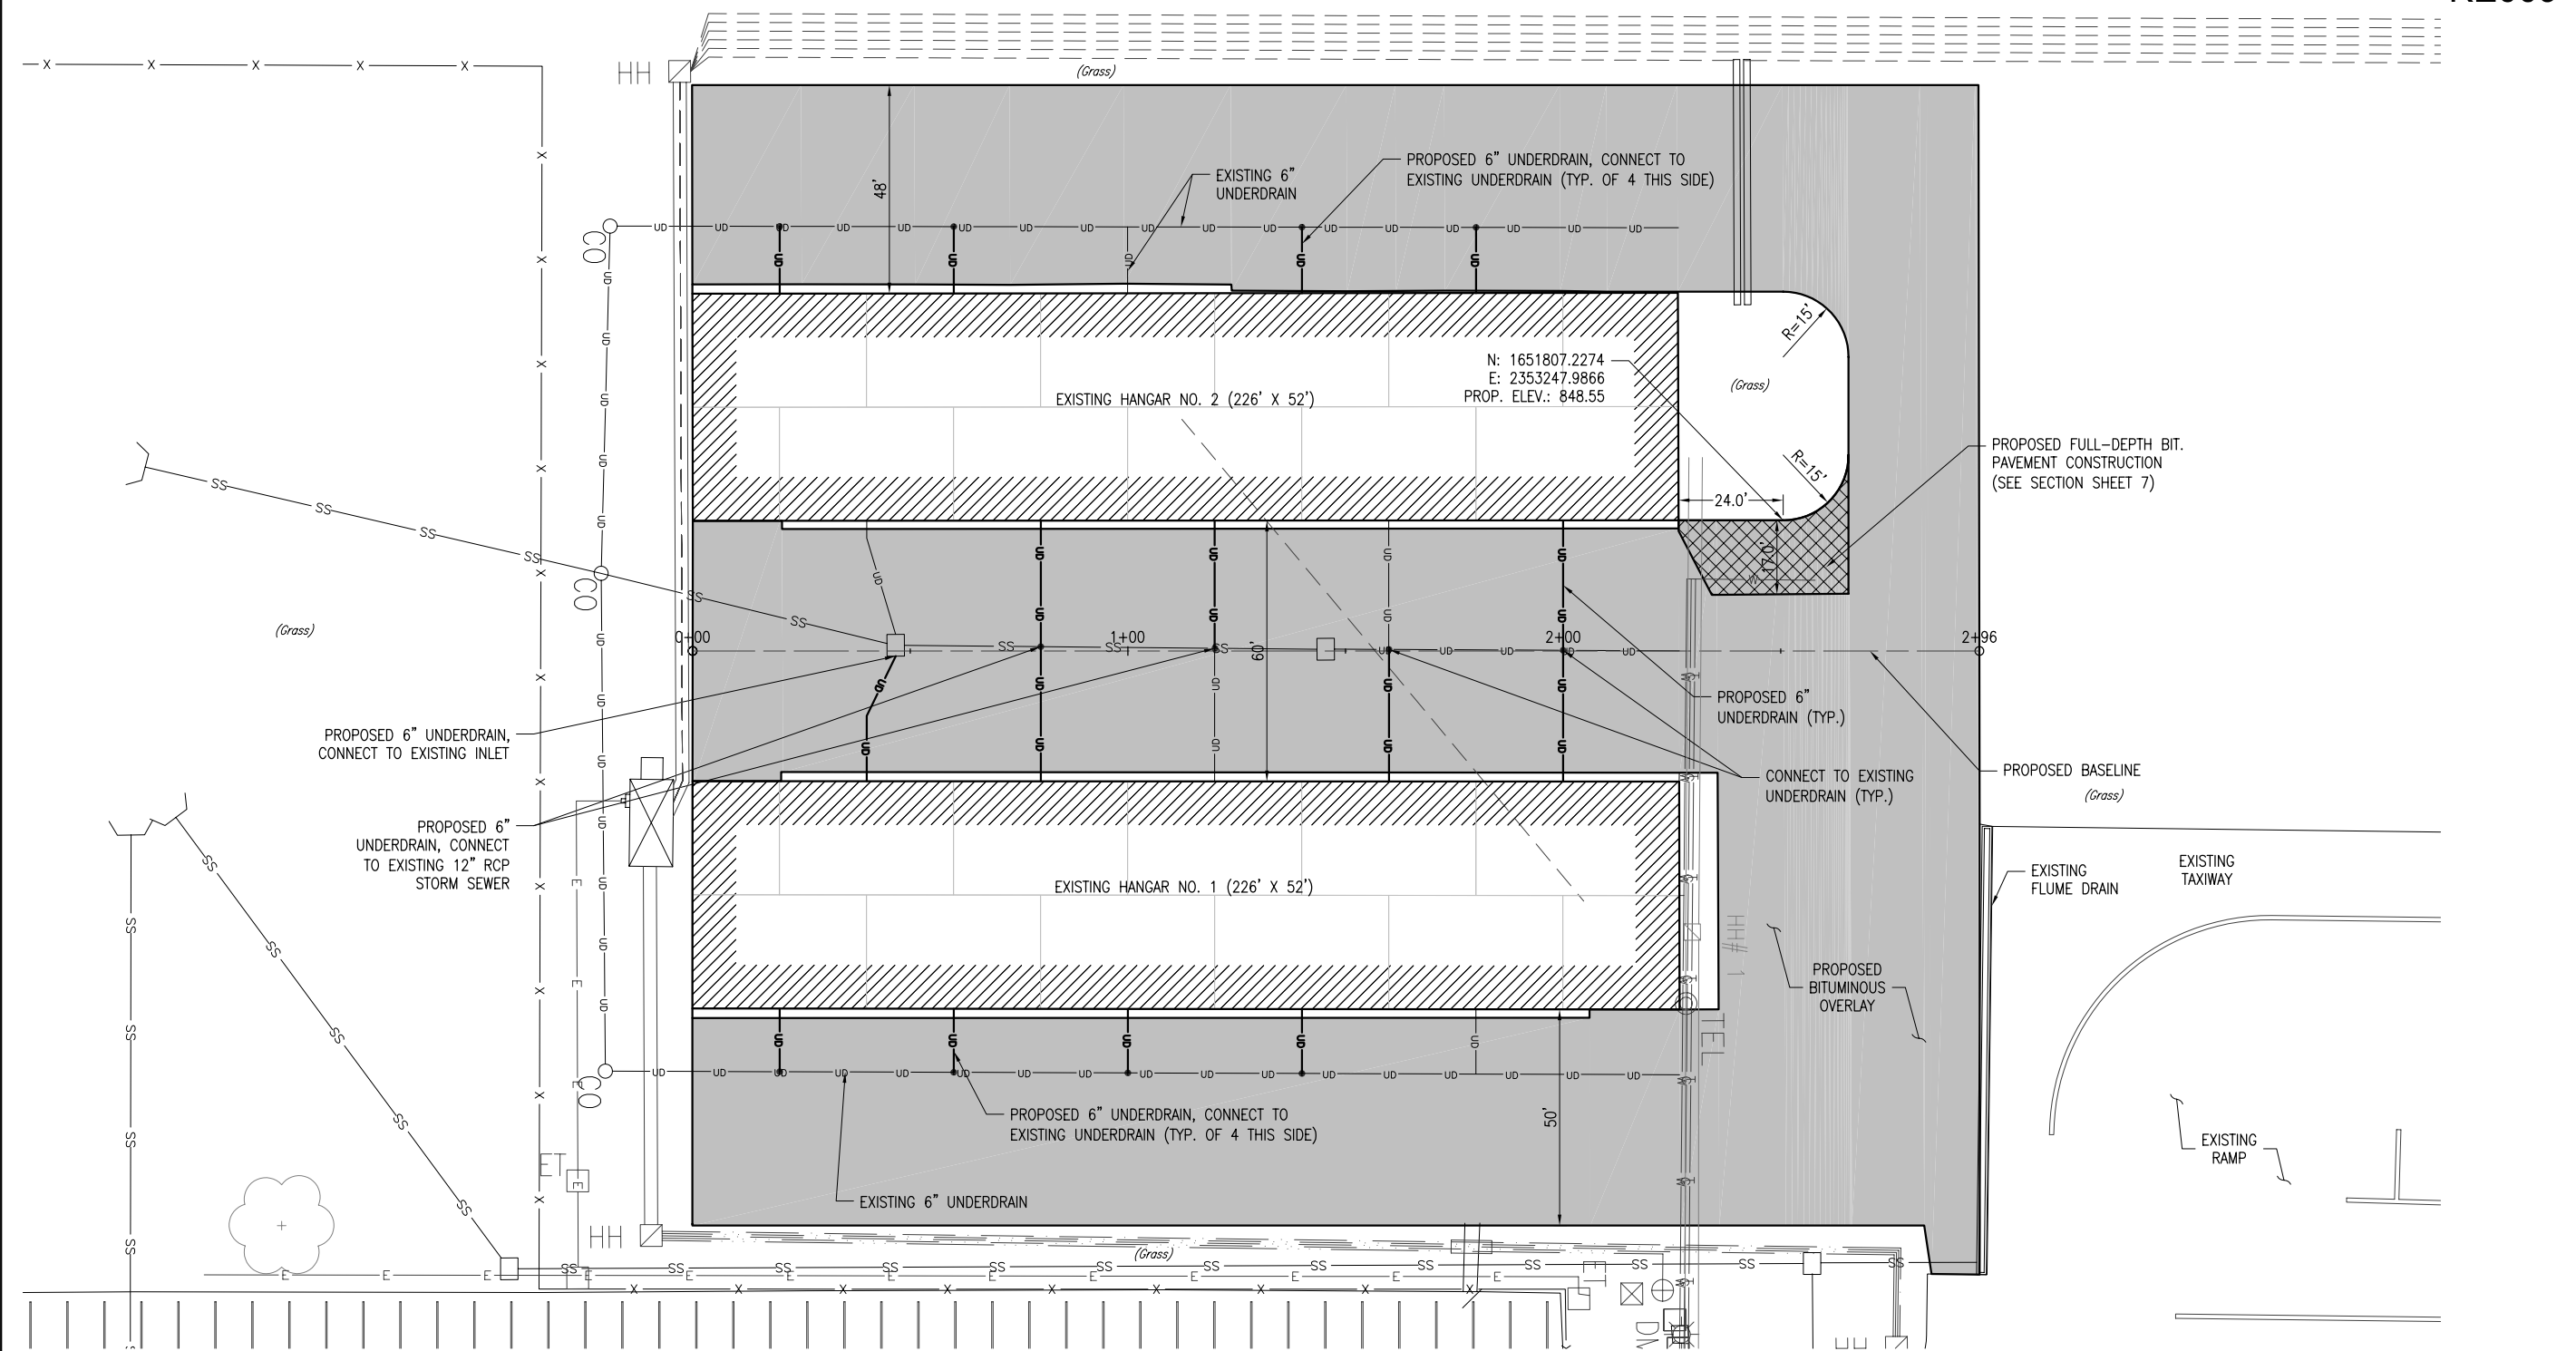 HH
(Grass)
48'
EXISTING 6"
UNDERDRAIN
PROPOSED 6" UNDERDRAIN, CONNECT TO
EXISTING UNDERDRAIN (TYP. OF 4 THIS SIDE)
CO
R=15'
N: 1651807.2274
E: 2353247.9866
PROP. ELEV.: 848.55
(Grass)
EXISTING HANGAR NO. 2 (226' X 52')
R=15'
24.0'
17.0'
PROPOSED FULL-DEPTH BIT.
PAVEMENT CONSTRUCTION
(SEE SECTION SHEET 7)
CO
(Grass)
0+00
1+00
2+00
2+96
60'
PROPOSED 6" UNDERDRAIN,
CONNECT TO EXISTING INLET
PROPOSED 6"
UNDERDRAIN (TYP.)
CONNECT TO EXISTING
UNDERDRAIN (TYP.)
PROPOSED BASELINE
(Grass)
PROPOSED 6"
UNDERDRAIN, CONNECT
TO EXISTING 12" RCP
STORM SEWER
EXISTING HANGAR NO. 1 (226' X 52')
EXISTING
FLUME DRAIN
EXISTING
TAXIWAY
HH# 1
PROPOSED
BITUMINOUS
OVERLAY
TEL
CO
PROPOSED 6" UNDERDRAIN, CONNECT TO
EXISTING UNDERDRAIN (TYP. OF 4 THIS SIDE)
50'
EXISTING
RAMP
ET
EXISTING 6" UNDERDRAIN
HH
(Grass)
ET
HH